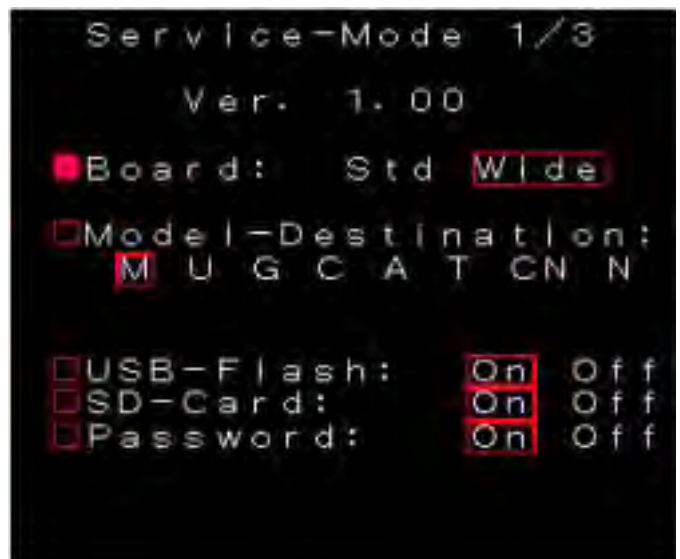 Service-Mode 1/3
Ver. 1.00
Board: Std Wide
Model-Destination:
M U G C A T CN N
USB-Flash: On Off
SD-Card: On Off
Password: On Off